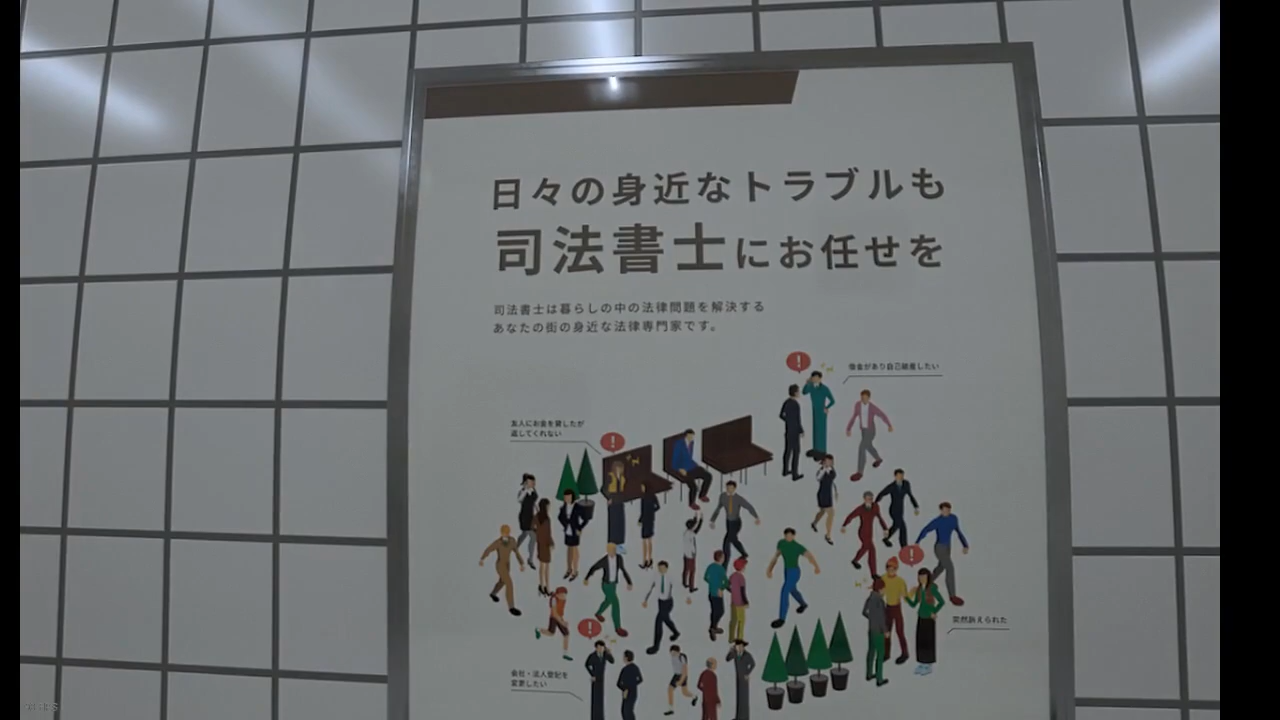 日々の身近なトラブルも
司法書士にお任せを
司法書士は暮らしの中の法律問題を解決する
あなたの街の身近な法律専門家です。
借金があり自己破産したい
友人にお金を貸したが
返してくれない
突然訴えられた
会社・法人登記を
変更したい